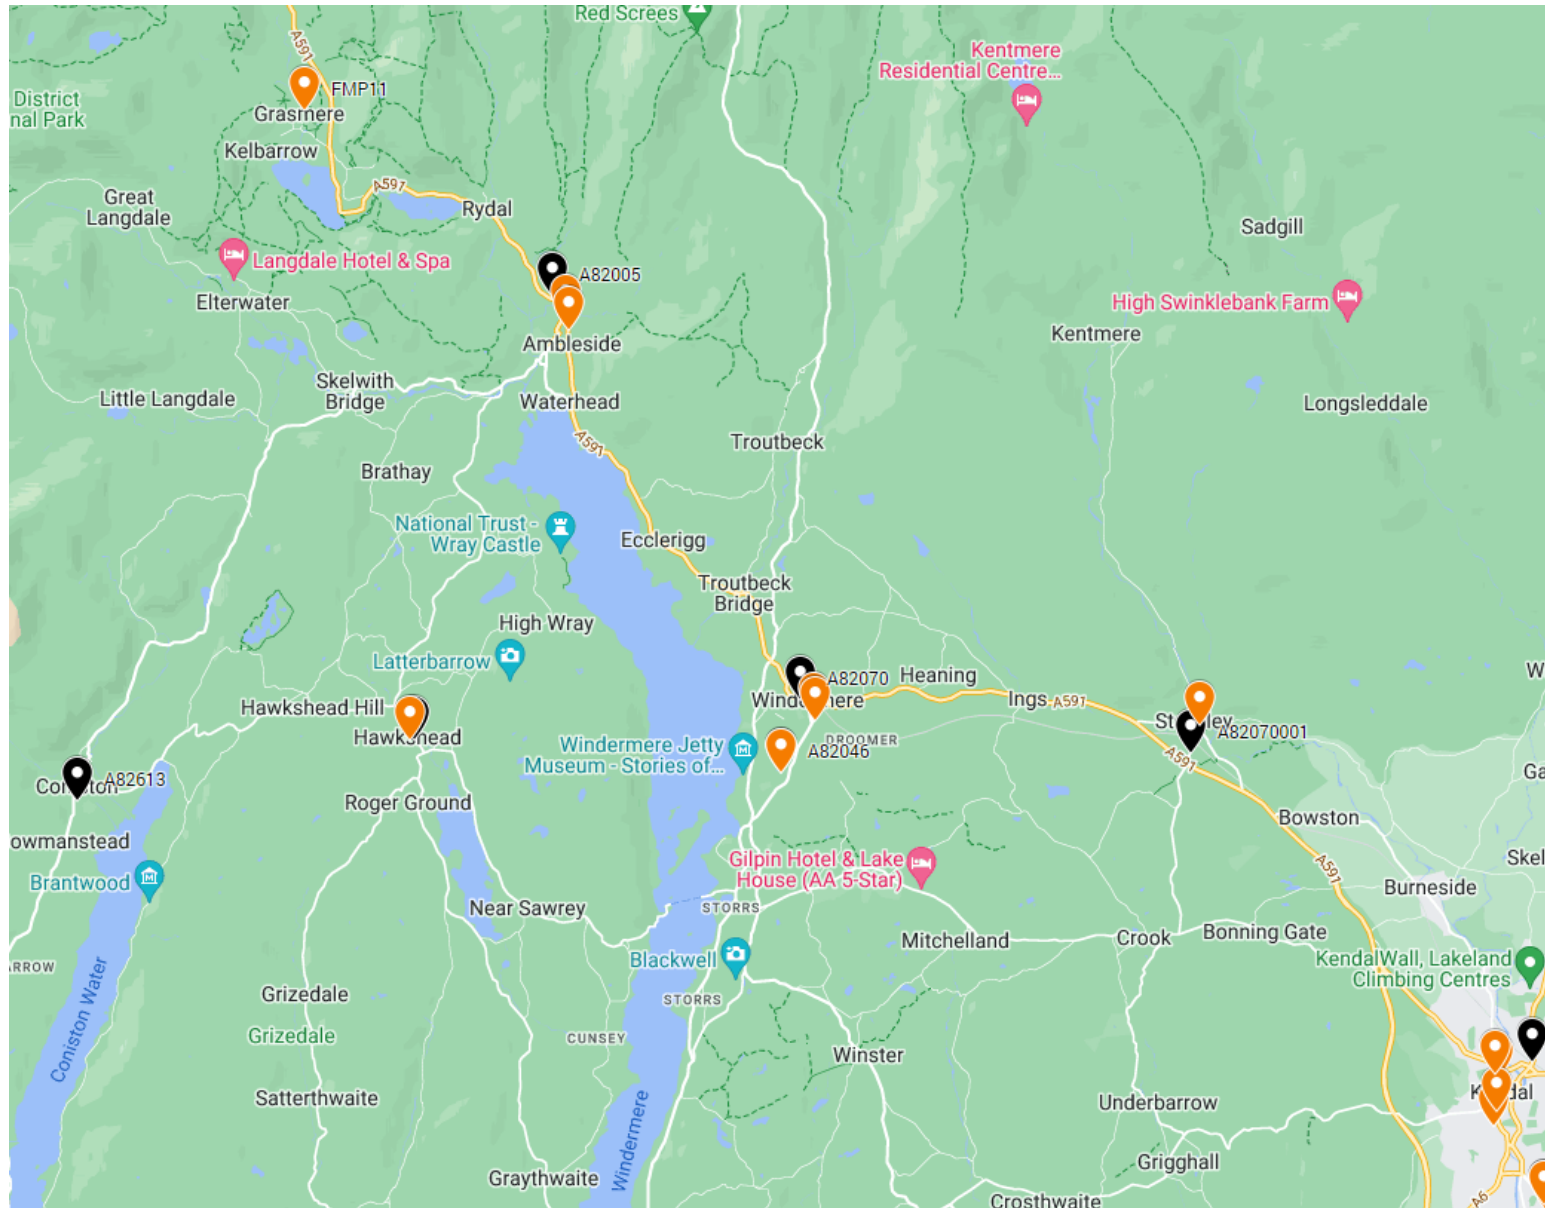 Red Screes
A591
Kentmere
Residential Centre...
FMP11
District
nal Park
Grasmere
Kelbarrow
A591
Great
Langdale
Rydal
Sadgill
Langdale Hotel & Spa
A82005
Elterwater
High Swinklebank Farm
Kentmere
Ambleside
Skelwith
Bridge
Little Langdale
Waterhead
Longsleddale
A591
Troutbeck
Brathay
National Trust -
Wray Castle
Ecclerigg
Troutbeck
Bridge
High Wray
Latterbarrow
A82070
Heaning
W
Hawkshead Hill
Ings
A591
Hawkshead
A82070001
DROOMER
A82046
Windermere Jetty
Museum - Stories of...
A591
Ga
A82613
Roger Ground
Bowston
owmanstead
Skel
Gilpin Hotel & Lake
House (AA 5-Star)
A591
Brantwood
Burneside
Near Sawrey
STORRS
Mitchelland
Crook
Bonning Gate
Blackwell
KendalWall, Lakeland
Climbing Centres
ARROW
Grizedale
STORRS
Coniston Water
Grizedale
CUNSEY
Winster
Satterthwaite
Underbarrow
Windermere
Grigghall
Graythwaite
Crosthwaite
A6